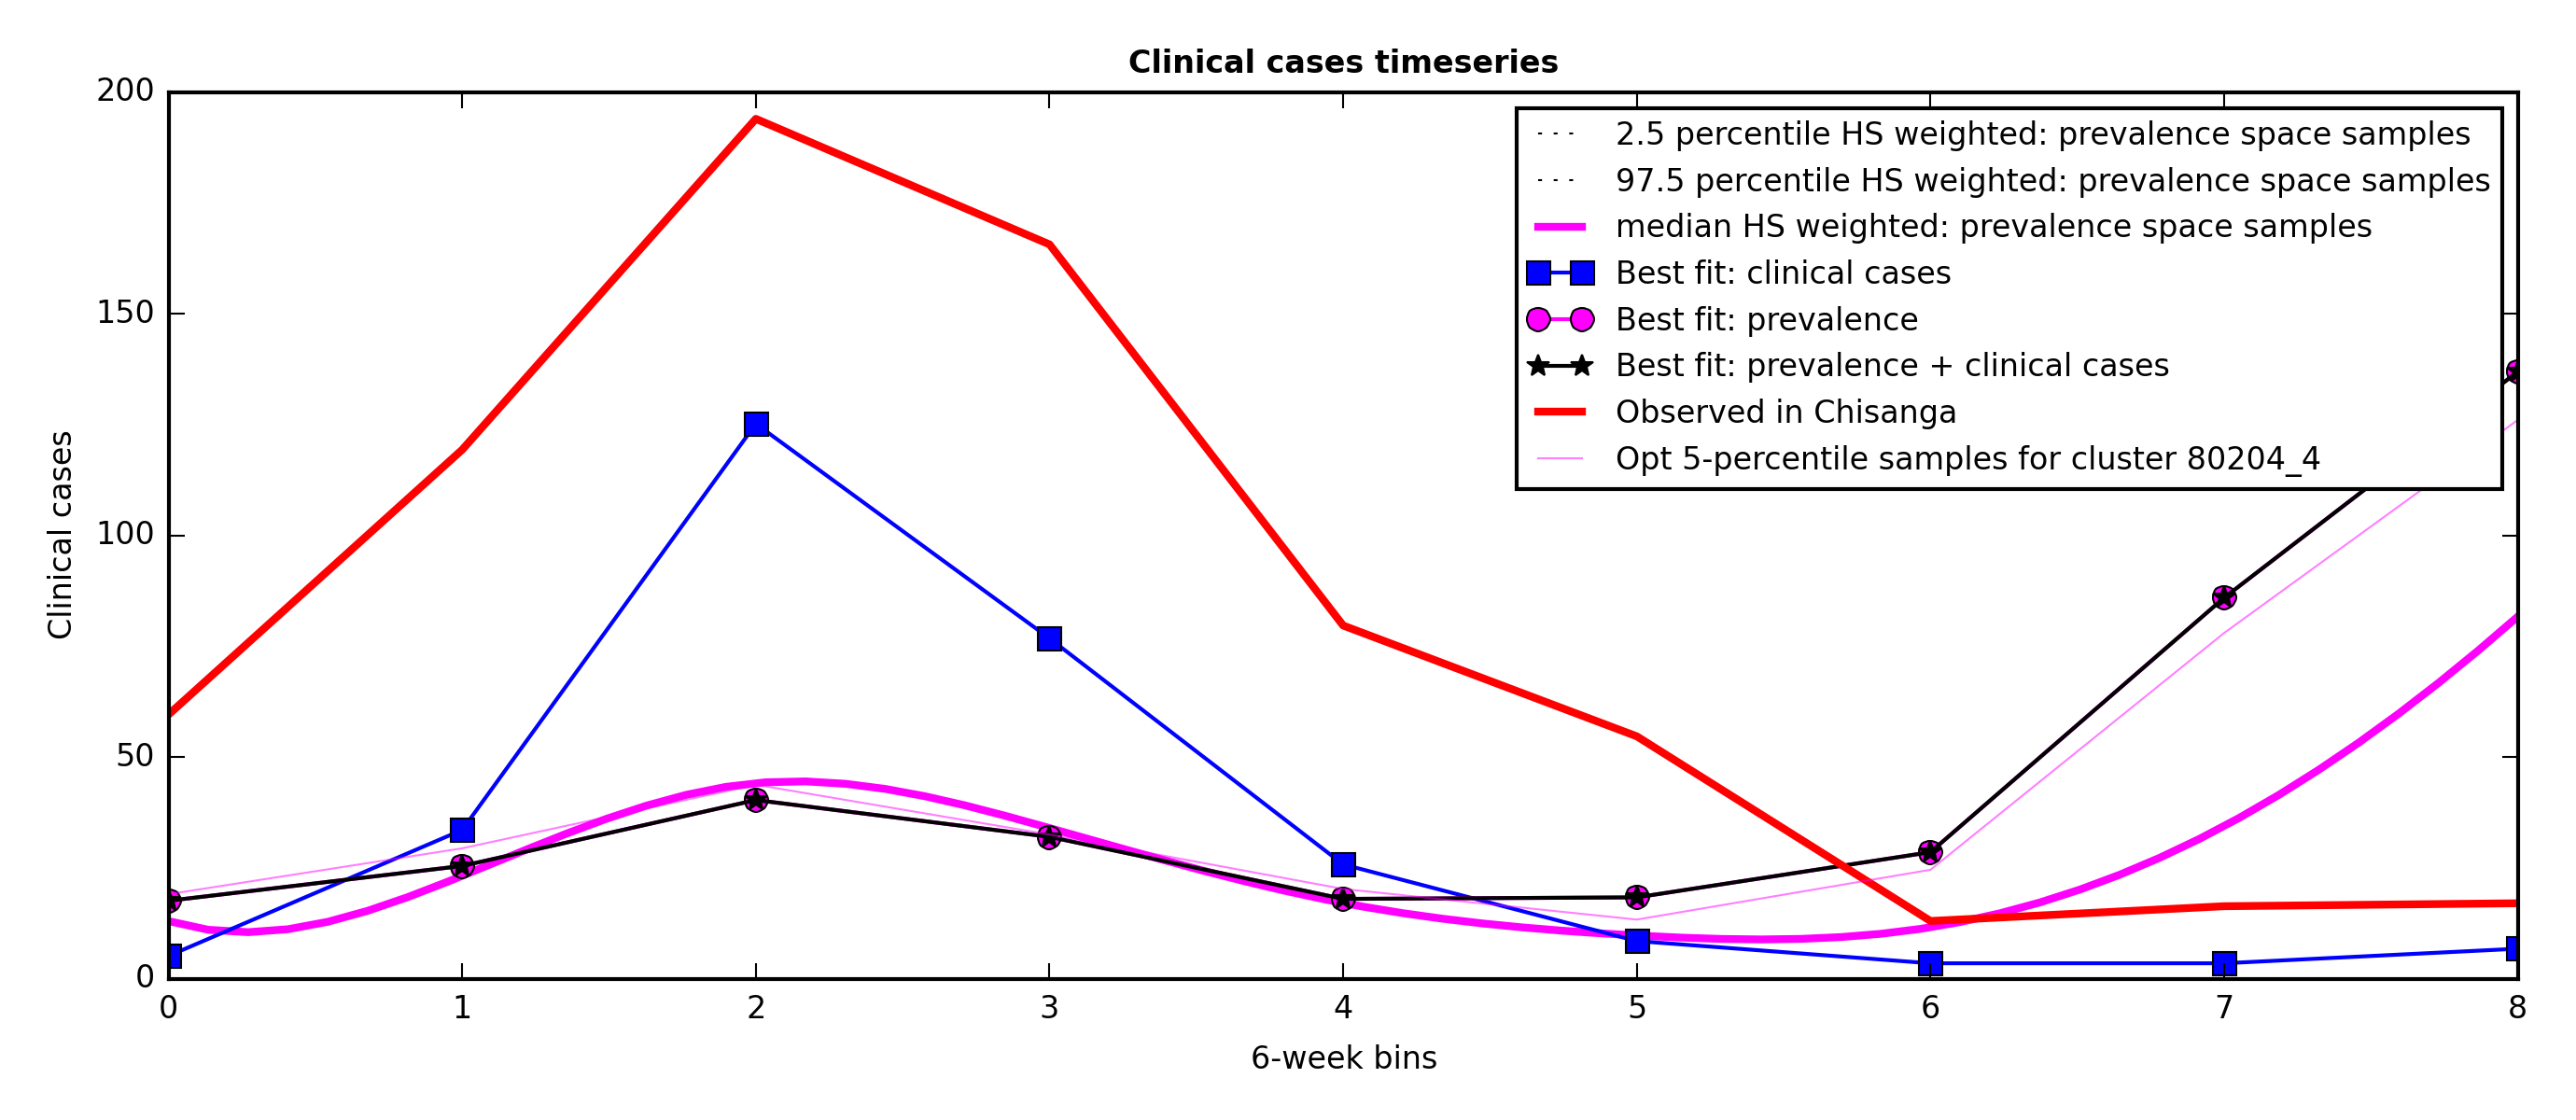 Clinical cases timeseries
200
150
100
50
0
Clinical cases
2.5 percentile HS weighted: prevalence space samples
97.5 percentile HS weighted: prevalence space samples
median HS weighted: prevalence space samples
Best fit: clinical cases
Best fit: prevalence
Best fit: prevalence + clinical cases
Observed in Chisanga
Opt 5-percentile samples for cluster 80204_4
0 1 2 3 4 5 6 7 8
6-week bins